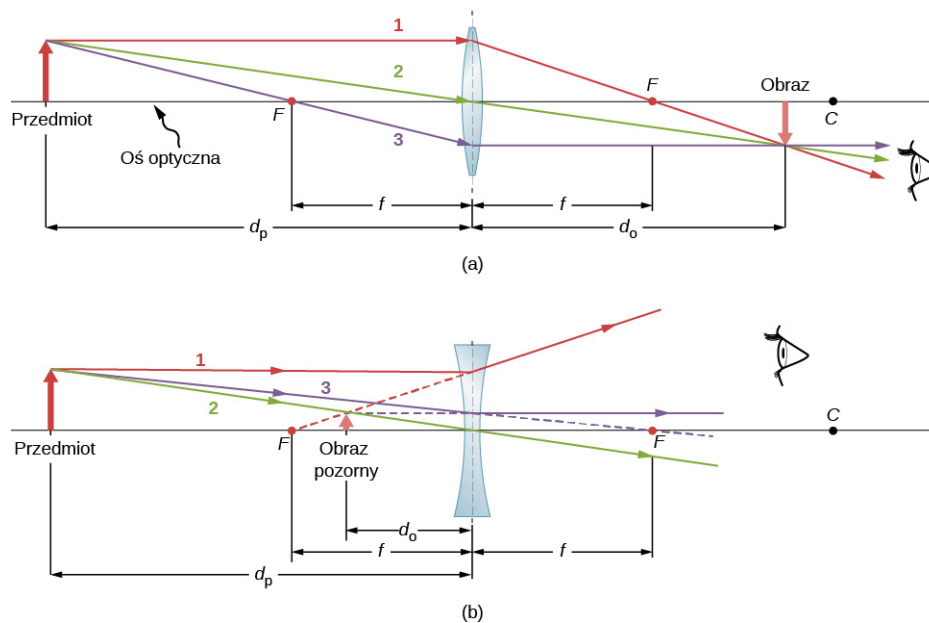 1
2
Obraz
F
F
C
Przedmiot
3
Oś optyczna
f
f
dp
do
(a)
1
3
2
C
Przedmiot
F
Obraz
pozorny
F
do
f
f
dp
(b)